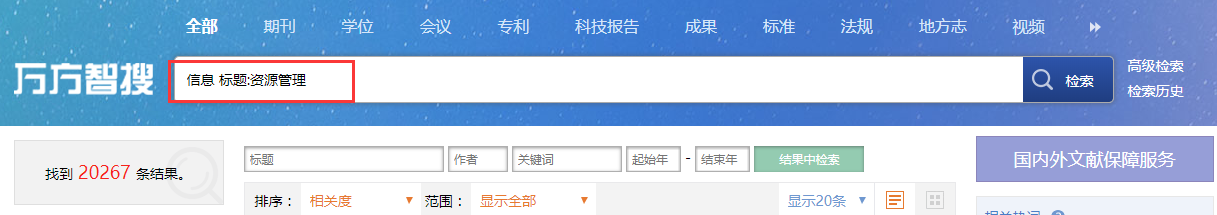 全部 期刊 学位 会议 专利 科技报告 成果 标准 法规 地方志 视频
万方智搜 信息 标题:资源管理 检索 高级检索
检索历史
找到 20267 条结果。 标题 作者 关键词 起始年 - 结束年 结果中检索 国内外文献保障服务
排序： 相关度 范围： 显示全部 显示20条
相关热词